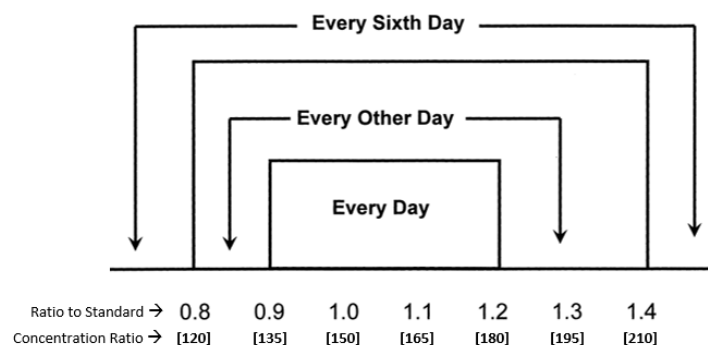 Every Sixth Day
Every Other Day
Every Day
Ratio to Standard → 0.8 0.9 1.0 1.1 1.2 1.3 1.4
Concentration Ratio → [120] [135] [150] [165] [180] [195] [210]